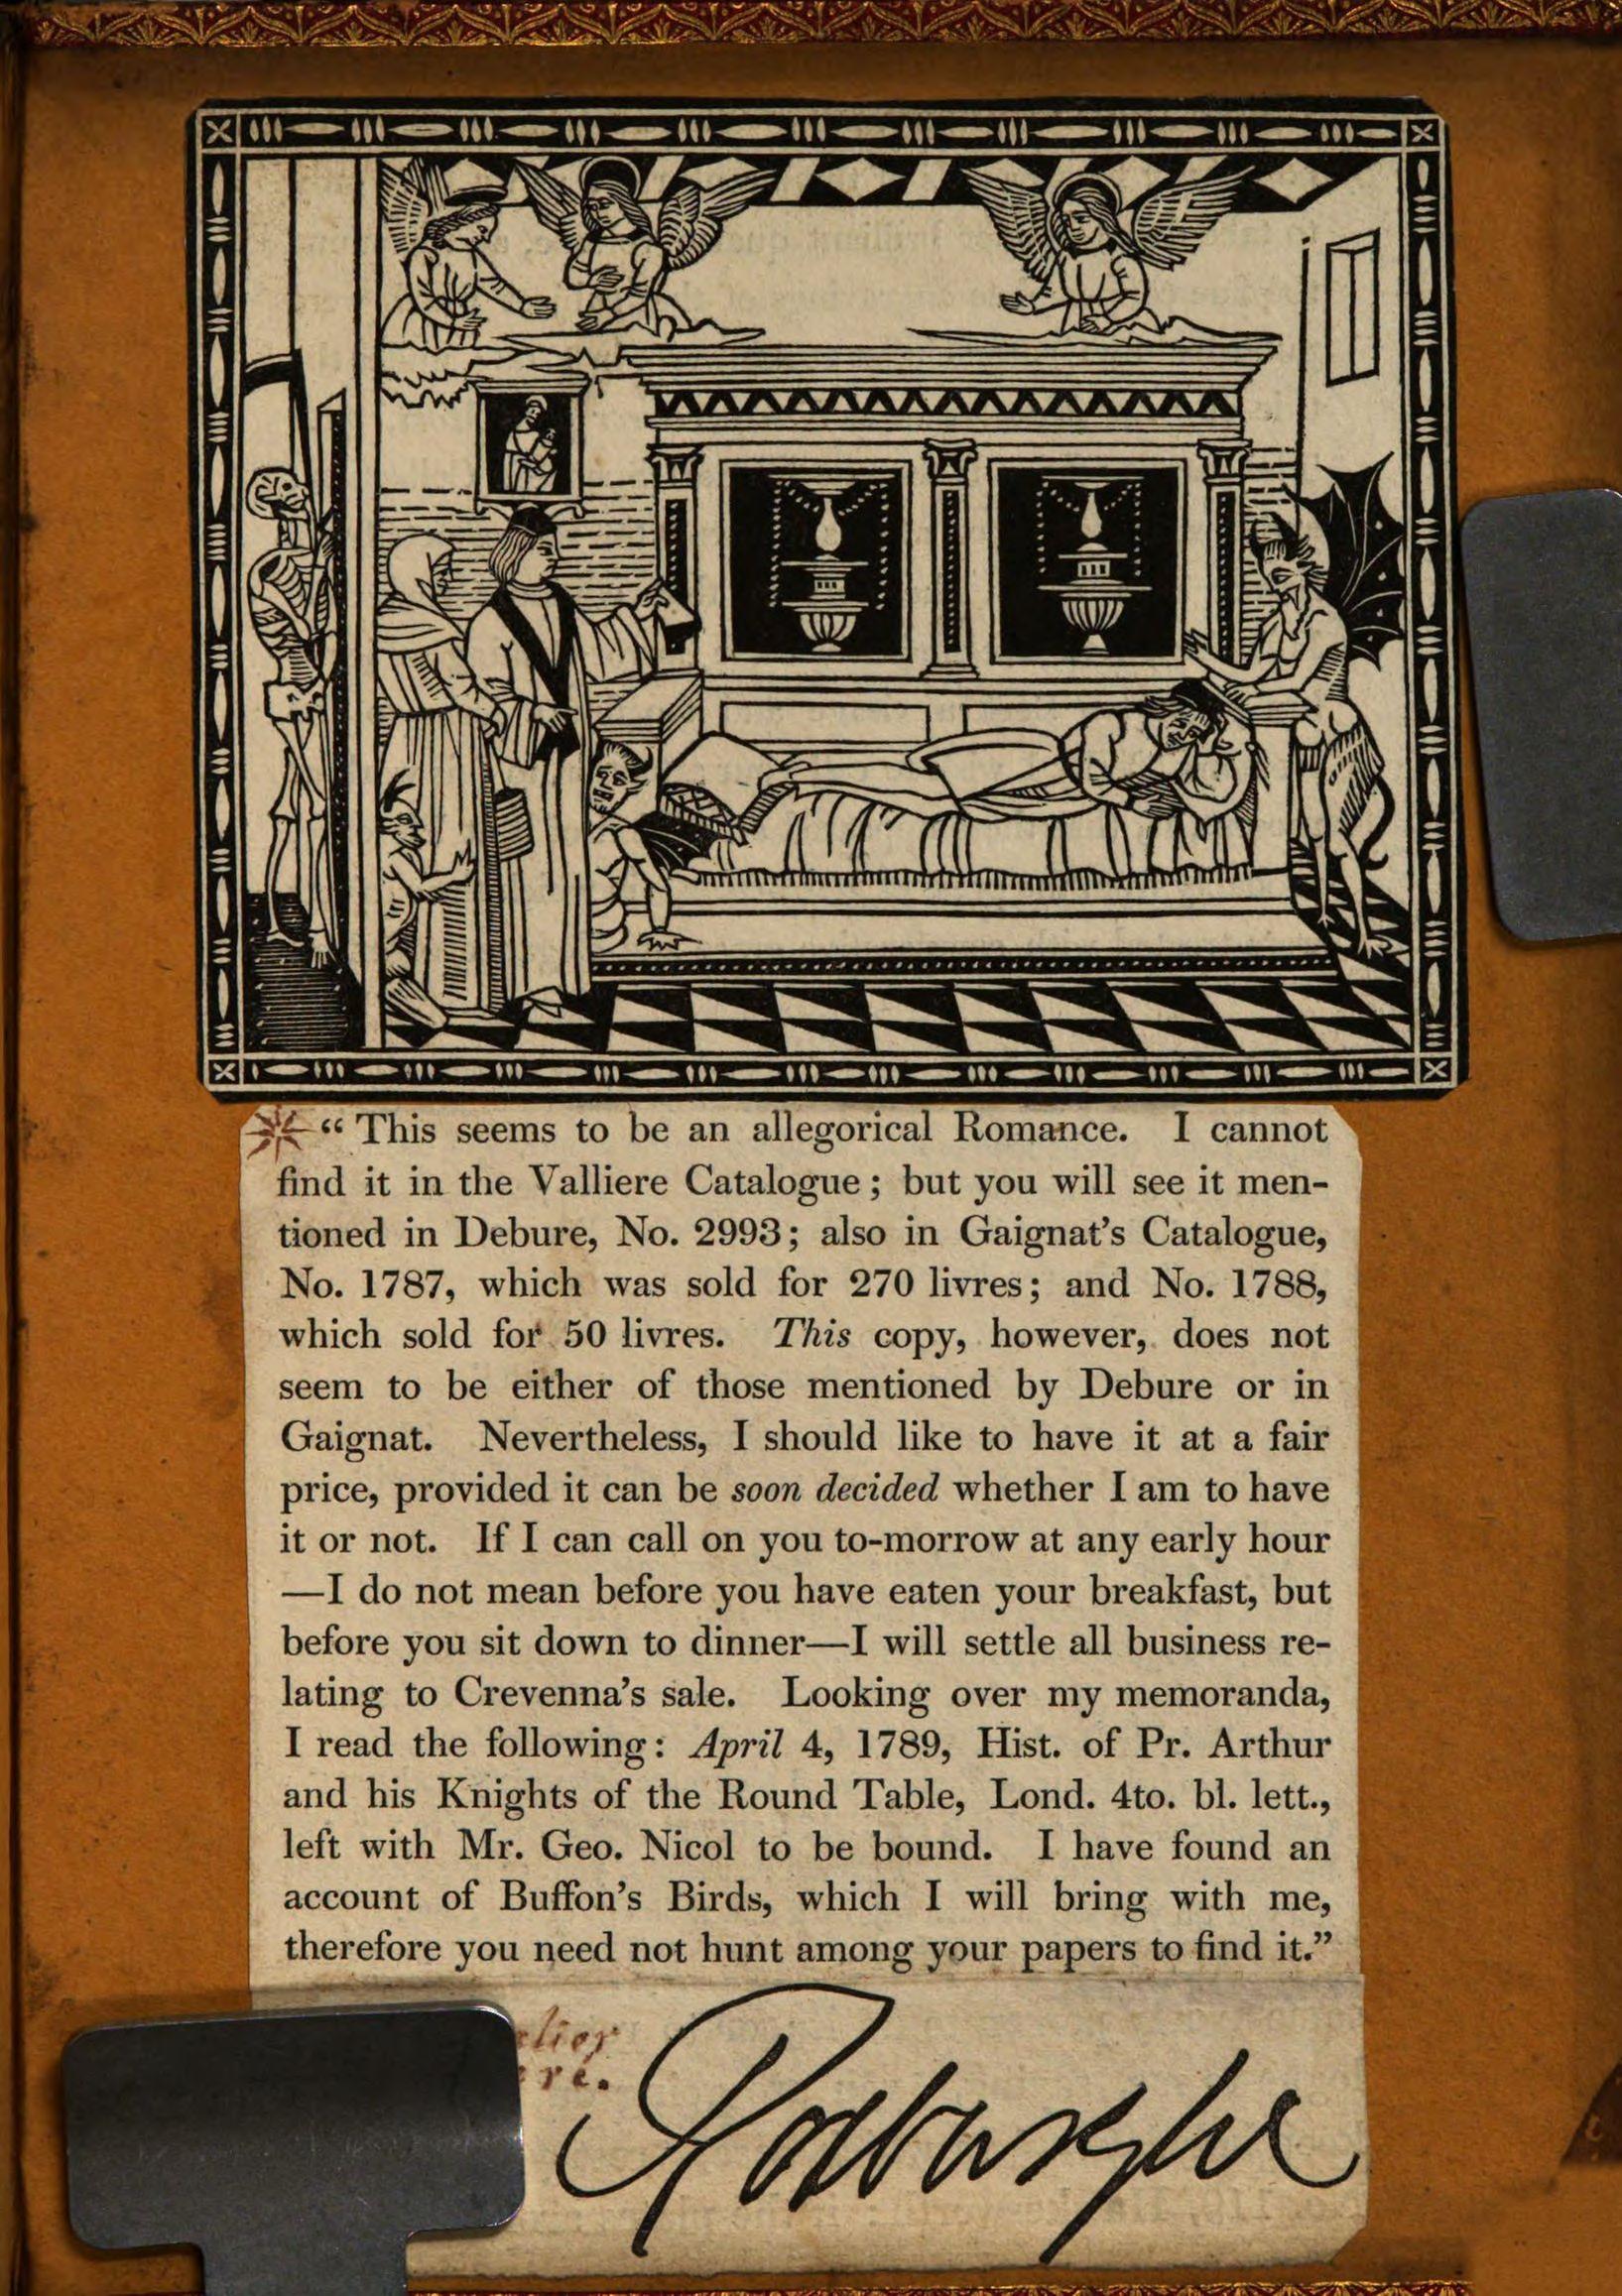 “ This seems to be an allegorical Romance. I cannot
find it in the Valliere Catalogue ; but you will see it men-
tioned in Debure, No. 2993 ; also in Gaignat’s Catalogue,
No. 1787, which was sold for 270 livres ; and No. 1788,
which sold for 50 livres. This copy, however, does not
seem to be either of those mentioned by Debure or in
Gaignat. Nevertheless, I should like to have it at a fair
price, provided it can be soon decided whether I am to have
it or not. If I can call on you to-morrow at any early hour
—I do not mean before you have eaten your breakfast, but
before you sit down to dinner—I will settle all business re-
lating to Crevenna’s sale. Looking over my memoranda,
I read the following : April 4, 1789, Hist. of Pr. Arthur
and his Knights of the Round Table, Lond. 4to. bl. lett.,
left with Mr. Geo. Nicol to be bound. I have found an
account of Buffon’s Birds, which I will bring with me,
therefore you need not hunt among your papers to find it.”
Roxburghe